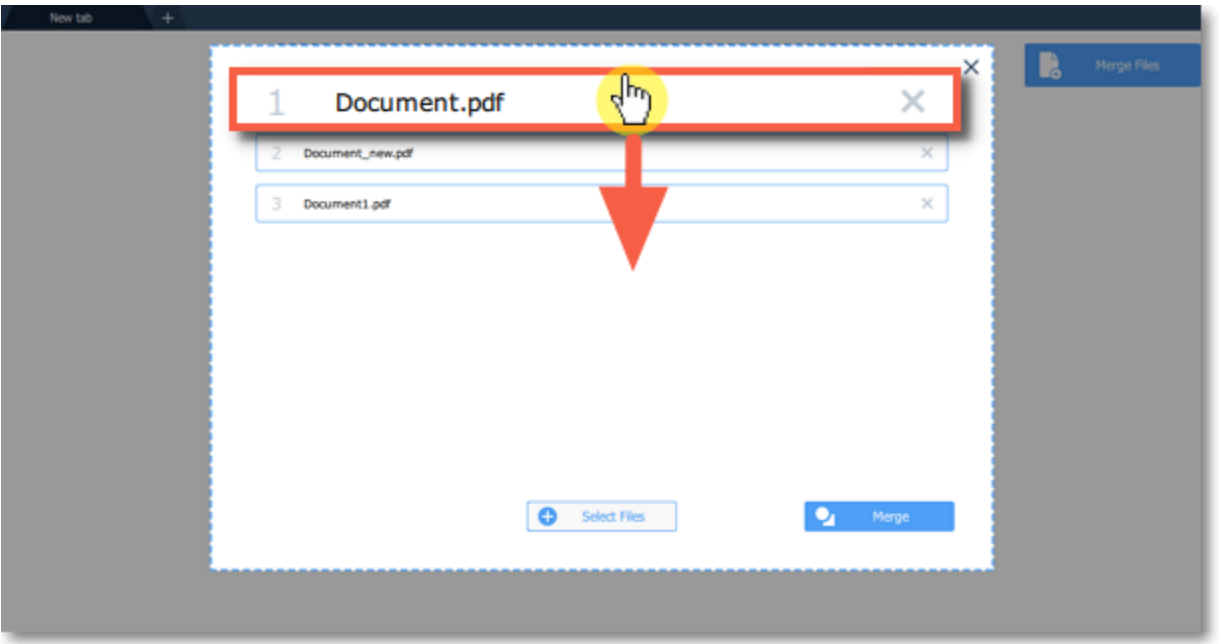 New tab +
Merge Files
1 Document.pdf
2 Document_new.pdf
3 Document1.pdf
Select Files
Merge